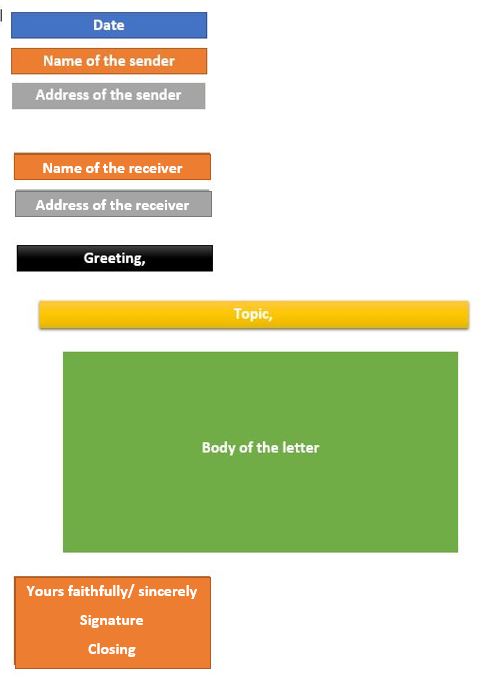 Date
Name of the sender
Address of the sender
Name of the receiver
Address of the receiver
Greeting,
Topic,
Body of the letter
Yours faithfully/ sincerely
Signature
Closing